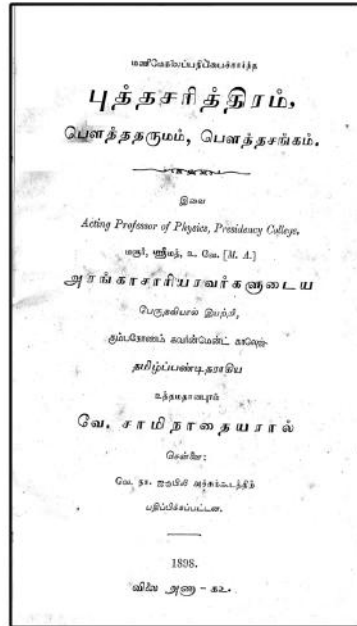 மணிமேகலைப்பதிப்பைச்சார்ந்த
புத்தசரித்திரம்,
பௌத்ததருமம், பௌத்தசங்கம்.
இவை
Acting Professor of Physics, Presidency College,
மளூர், ஸ்ரீமத், உ. வே. [M. A.]
அரங்காசாரியரவர்களுடைய
பேருதவியால் இயற்றி,
கும்பகோணம் கவர்ன்மென்ட் காலேஜ்
தமிழ்ப்பண்டிதராகிய
உத்தமதானபுரம்
வே. சாமிநாதையரால்
சென்னை:
வெ. நா. ஜூபிலி அச்சுக்கூடத்திற்
பதிப்பிக்கப்பட்டன.
1898.
விலை அணா - கஉ.